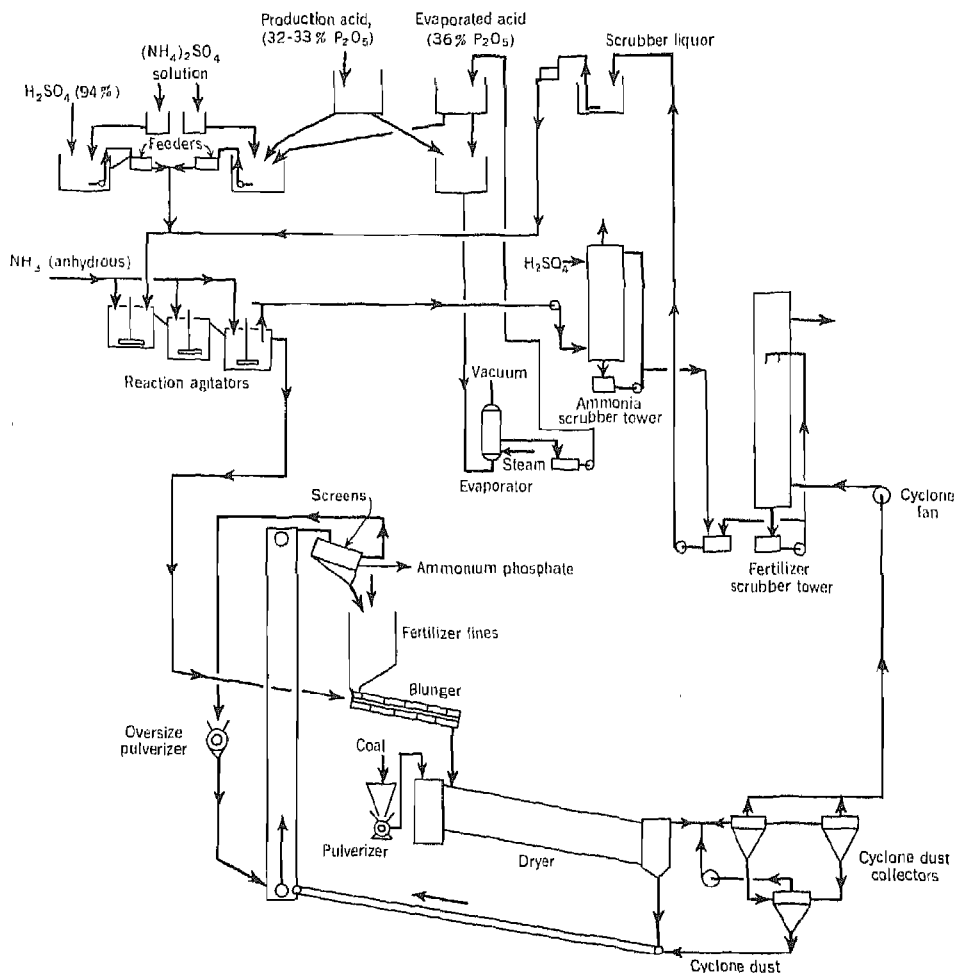 Production acid,
(32-33% P₂O₅)
Evaporated acid
(36% P₂O₅)
Scrubber liquor
(NH₄)₂SO₄
solution
H₂SO₄ (94%)
Feeders
NH₃ (anhydrous)
H₂SO₄
Reaction agitators
Vacuum
Ammonia
scrubber tower
Steam
Evaporator
Cyclone
fan
Screens
Ammonium phosphate
Fertilizer
scrubber tower
Fertilizer fines
Blunger
Oversize
pulverizer
Coal
Pulverizer
Dryer
Cyclone dust
collectors
Cyclone dust